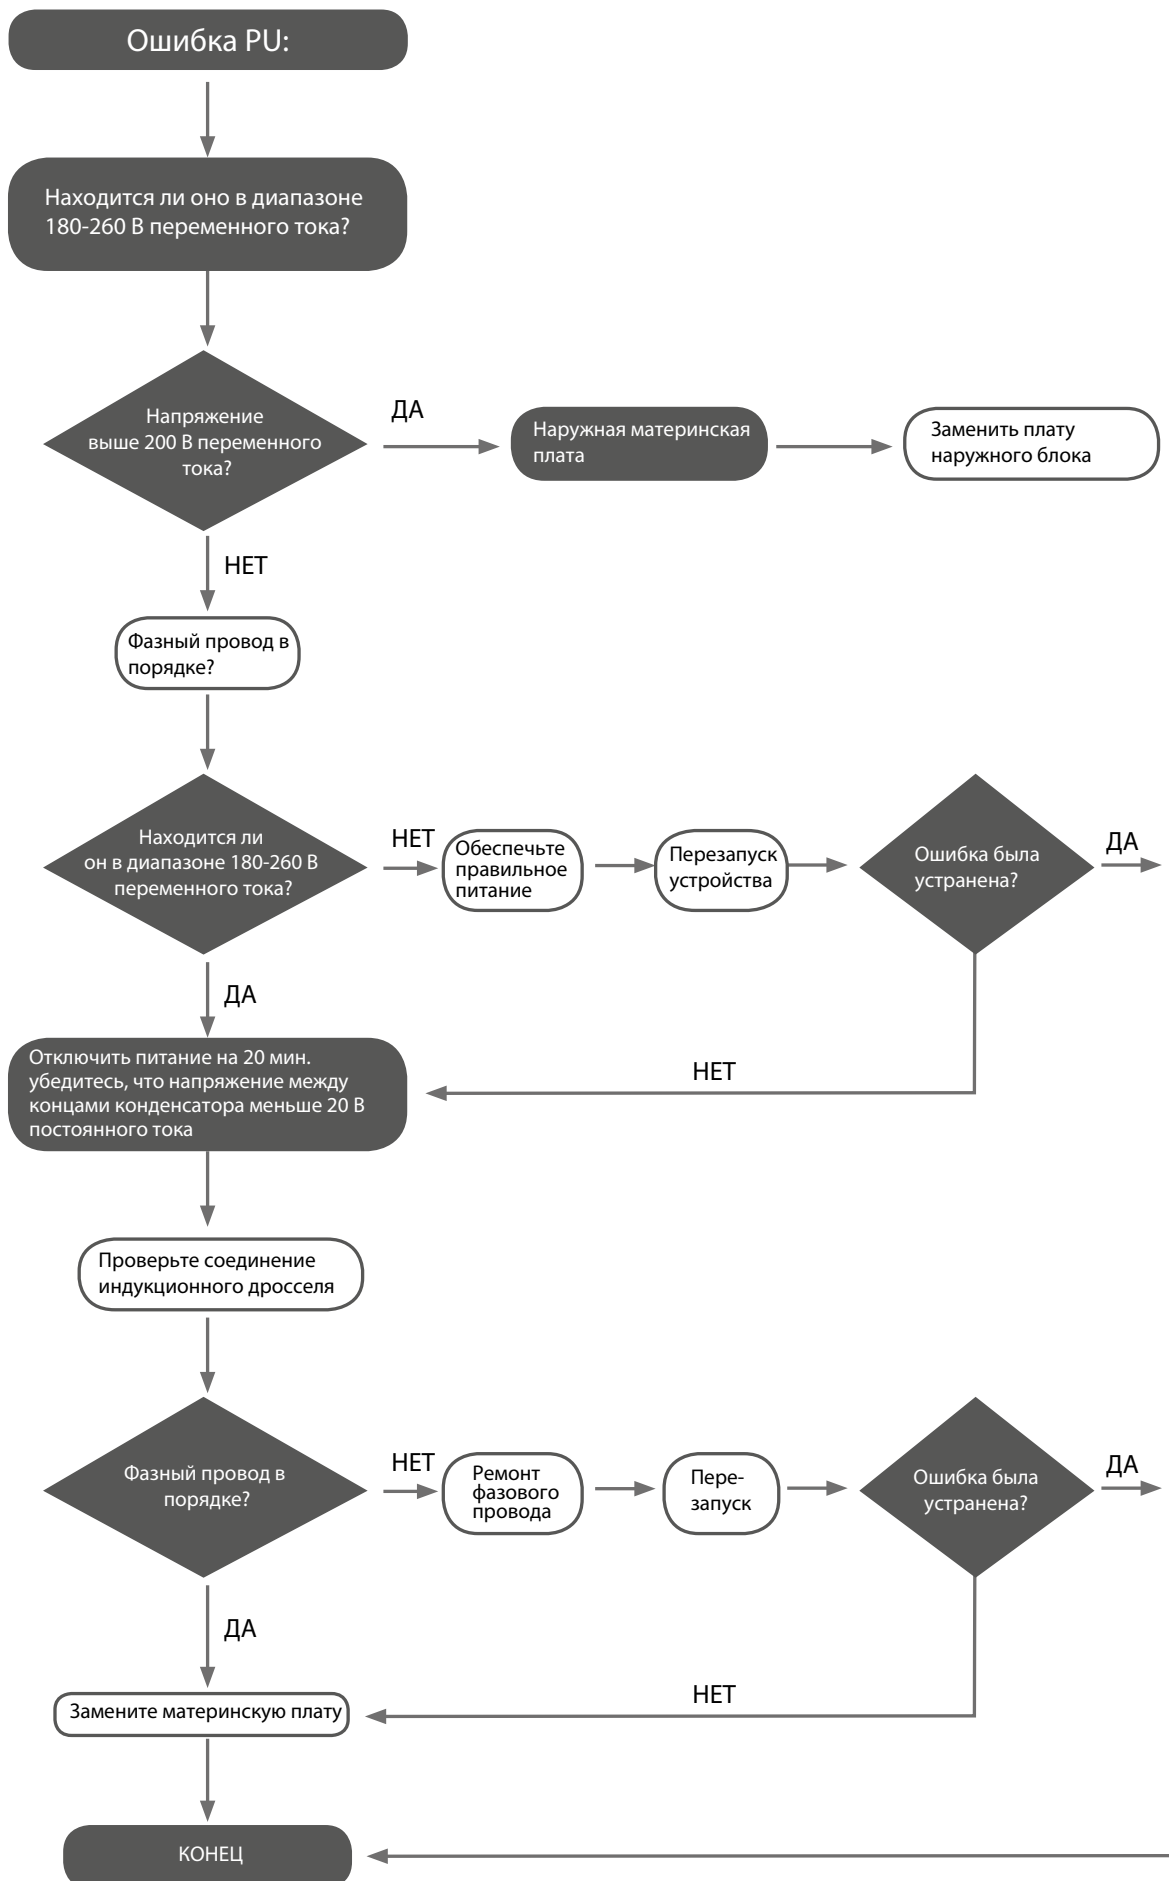 Ошибка PU:
Находится ли оно в диапазоне
180-260 В переменного тока?
Напряжение
выше 200 В переменного
тока?
ДА
Наружная материнская
плата
Заменить плату
наружного блока
НЕТ
Фазный провод в
порядке?
Находится ли
он в диапазоне 180-260 В
переменного тока?
НЕТ
Обеспечьте
правильное
питание
Перезапуск
устройства
Ошибка была
устранена?
ДА
ДА
Отключить питание на 20 мин.
убедитесь, что напряжение между
концами конденсатора меньше 20 В
постоянного тока
НЕТ
Проверьте соединение
индукционного дросселя
Фазный провод в
порядке?
НЕТ
Ремонт
фазового
провода
Пере-
запуск
Ошибка была
устранена?
ДА
ДА
НЕТ
Замените материнскую плату
КОНЕЦ